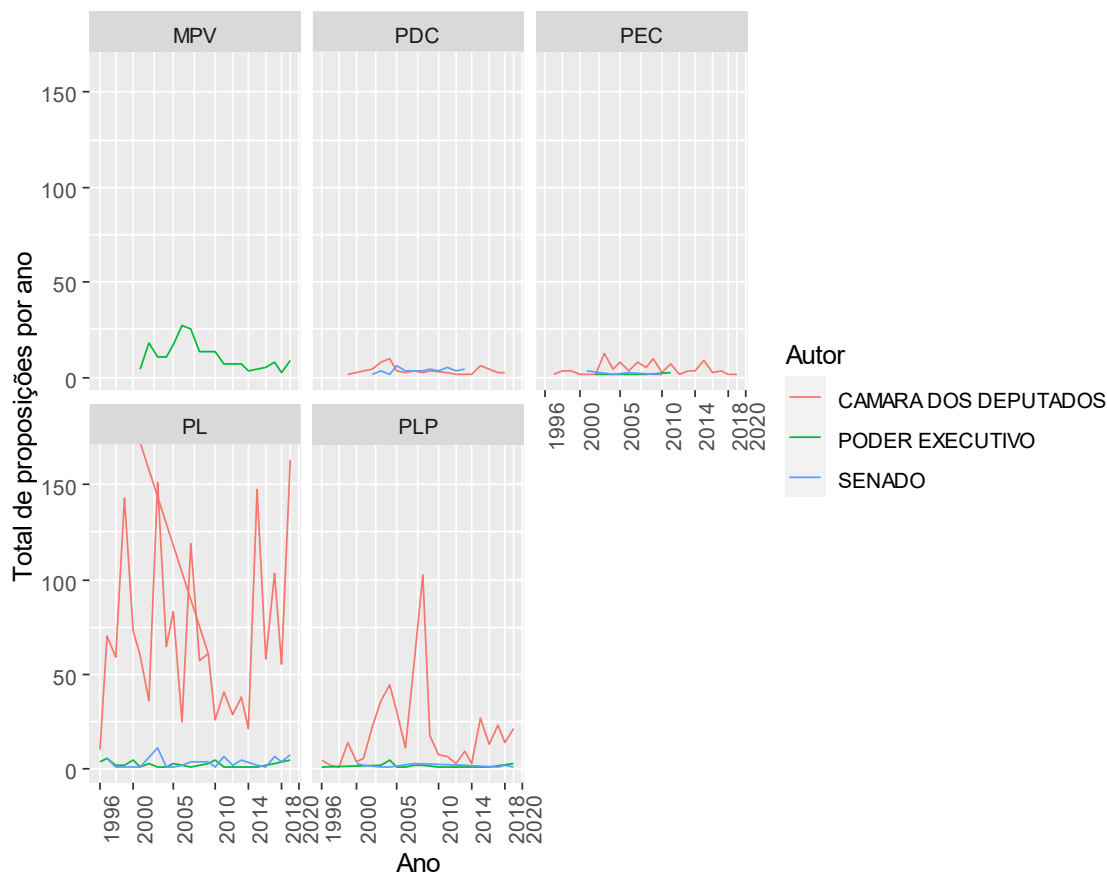 MPV
PDC
PEC
150
100
50
0
1996
2000
2005
2010
2014
2018
2020
PL
PLP
150
100
50
0
1996
2000
2005
2010
2014
2018
2020
1996
2000
2005
2010
2014
2018
2020
Ano
Total de proposições por ano
Autor
CAMARA DOS DEPUTADOS
PODER EXECUTIVO
SENADO